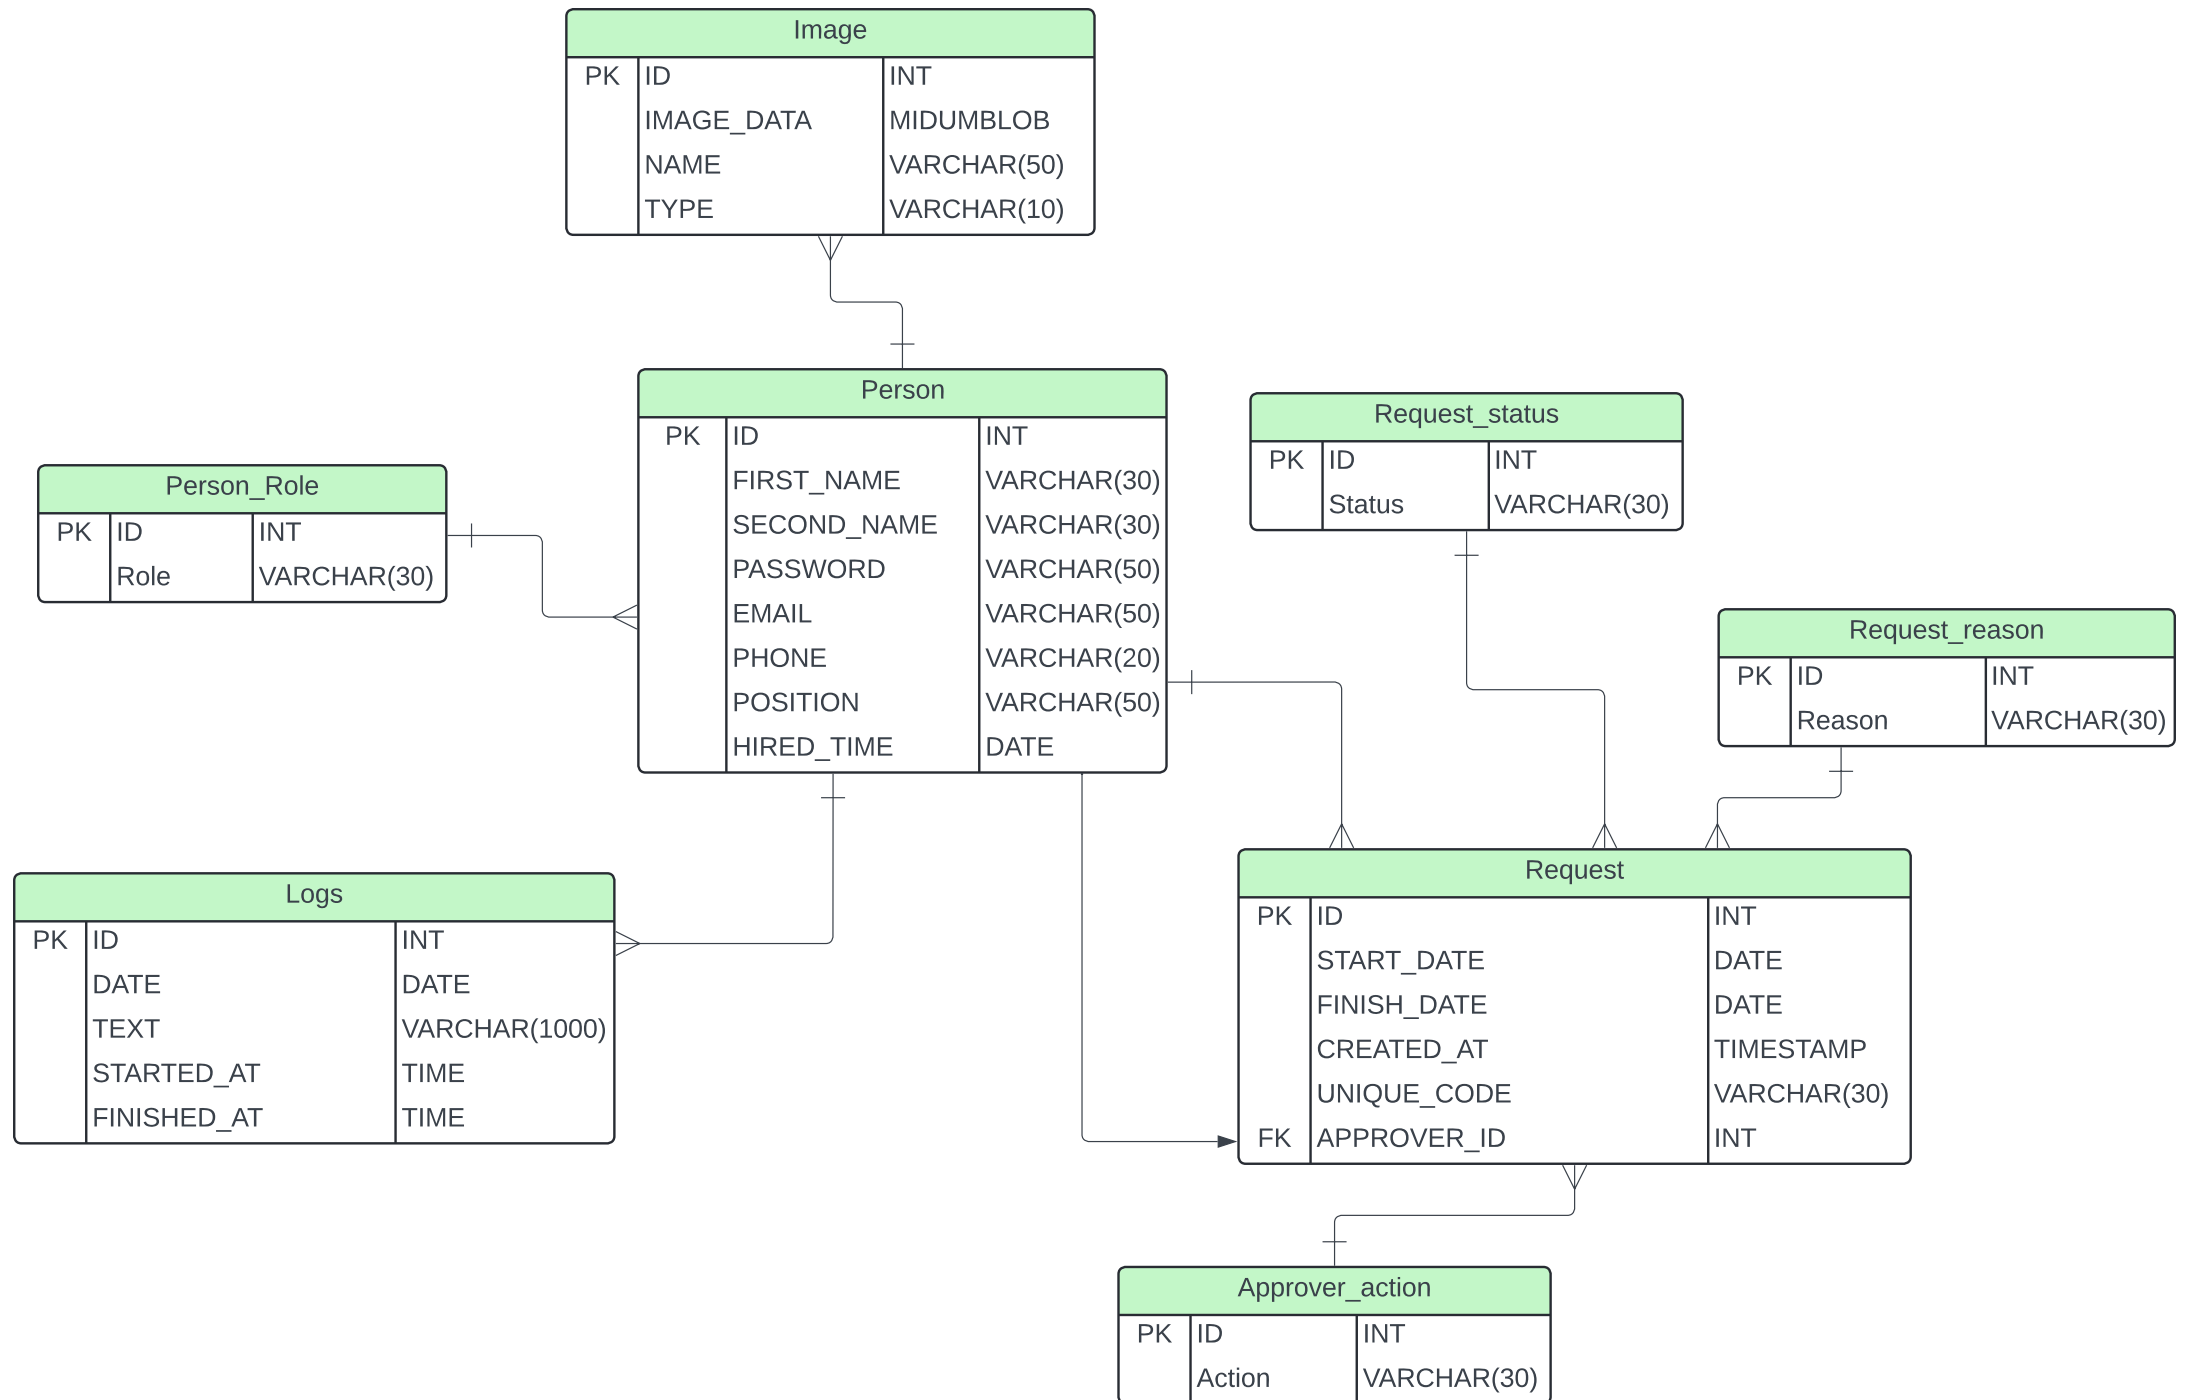 Image
PK ID INT
IMAGE_DATA MIDUMBLOB
NAME VARCHAR(50)
TYPE VARCHAR(10)
Person
PK ID INT
FIRST_NAME VARCHAR(30)
SECOND_NAME VARCHAR(30)
PASSWORD VARCHAR(50)
EMAIL VARCHAR(50)
PHONE VARCHAR(20)
POSITION VARCHAR(50)
HIRED_TIME DATE
Request_status
PK ID INT
Status VARCHAR(30)
Person_Role
PK ID INT
Role VARCHAR(30)
Request_reason
PK ID INT
Reason VARCHAR(30)
Logs
PK ID INT
DATE DATE
TEXT VARCHAR(1000)
STARTED_AT TIME
FINISHED_AT TIME
Request
PK ID INT
START_DATE DATE
FINISH_DATE DATE
CREATED_AT TIMESTAMP
UNIQUE_CODE VARCHAR(30)
FK APPROVER_ID INT
Approver_action
PK ID INT
Action VARCHAR(30)